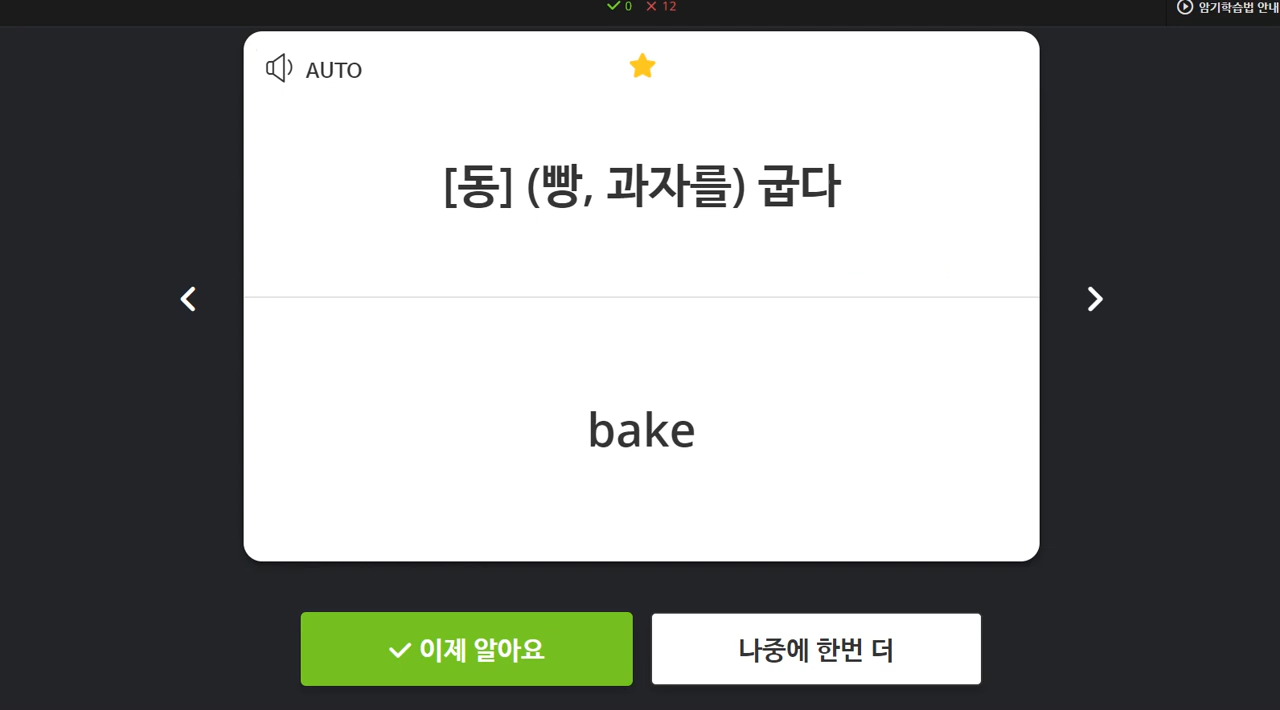 0 12
암기학습법 안내
AUTO
[동] (빵, 과자를) 굽다
bake
이제 알아요
나중에 한번 더